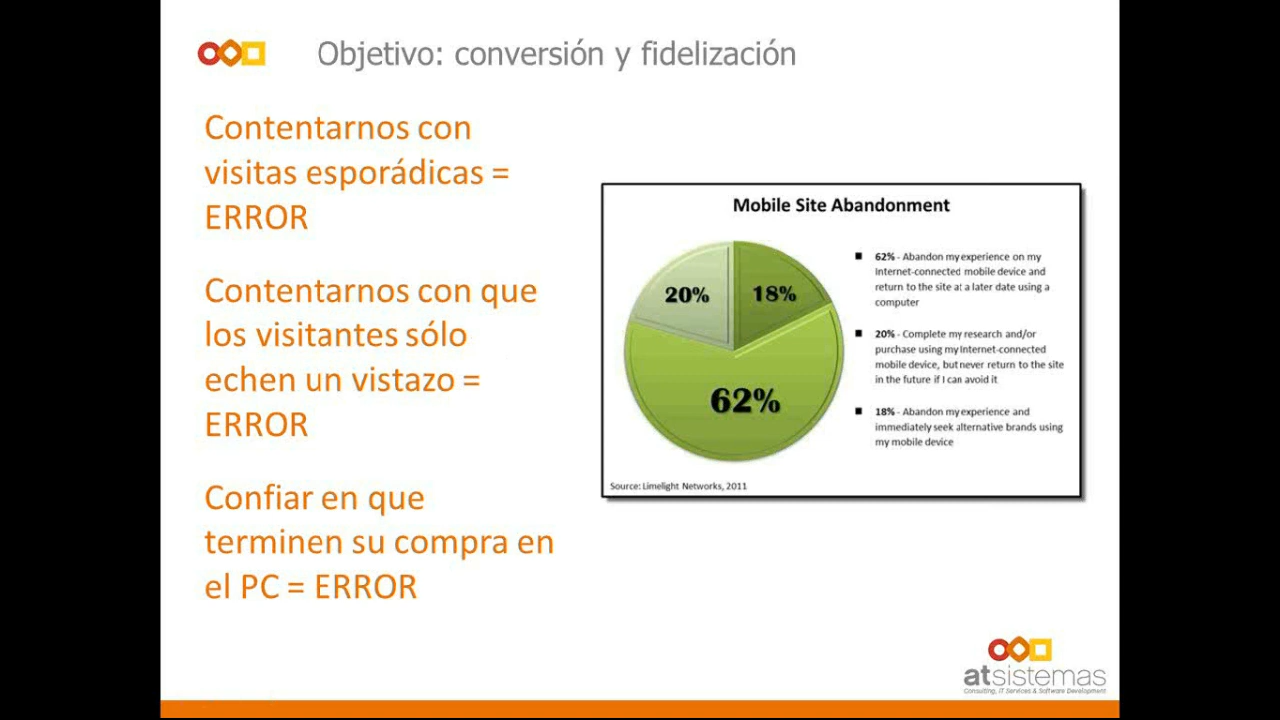 Objetivo: conversión y fidelización
Contentarnos con
visitas esporádicas =
ERROR
Contentarnos con que
los visitantes sólo
echen un vistazo =
ERROR
Confiar en que
terminen su compra en
el PC = ERROR
Mobile Site Abandonment
20%
18%
62%
62% - Abandon my experience on my
Internet-connected mobile device and
return to the site at a later date using a
computer
20% - Complete my research and/or
purchase using my Internet-connected
mobile device, but never return to the site
in the future if I can avoid it
18% - Abandon my experience and
immediately seek alternative brands using
my mobile device
Source: Limelight Networks, 2011
atsistemas
Consulting, IT Services & Software Development